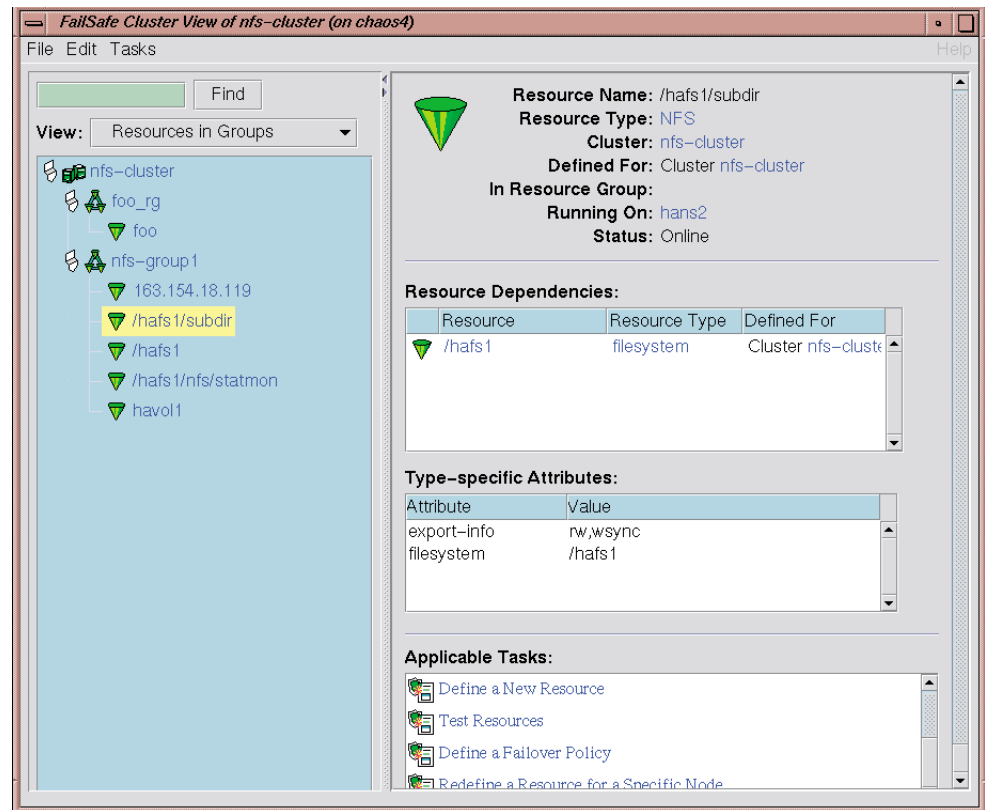 FailSafe Cluster View of nfs-cluster (on chaos4)
File Edit Tasks Help
Find
View: Resources in Groups
nfs-cluster
foo_rg
foo
nfs-group1
163.154.18.119
/hafs1/subdir
/hafs1
/hafs1/nfs/statmon
havol1
Resource Name: /hafs1/subdir
Resource Type: NFS
Cluster: nfs-cluster
Defined For: Cluster nfs-cluster
In Resource Group:
Running On: hans2
Status: Online
Resource Dependencies:
Resource Resource Type Defined For
/hafs1 filesystem Cluster nfs-cluste
Type-specific Attributes:
Attribute Value
export-info rw,wsync
filesystem /hafs1
Applicable Tasks:
Define a New Resource
Test Resources
Define a Failover Policy
Redefine a Resource for a Specific Node